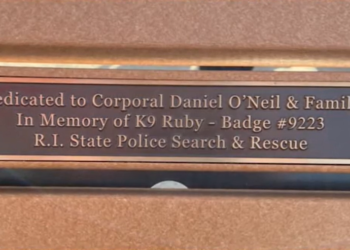 edicated to Corporal Daniel O'Neil & Famil
In Memory of K9 Ruby - Badge #9223
R.I. State Police Search & Rescue